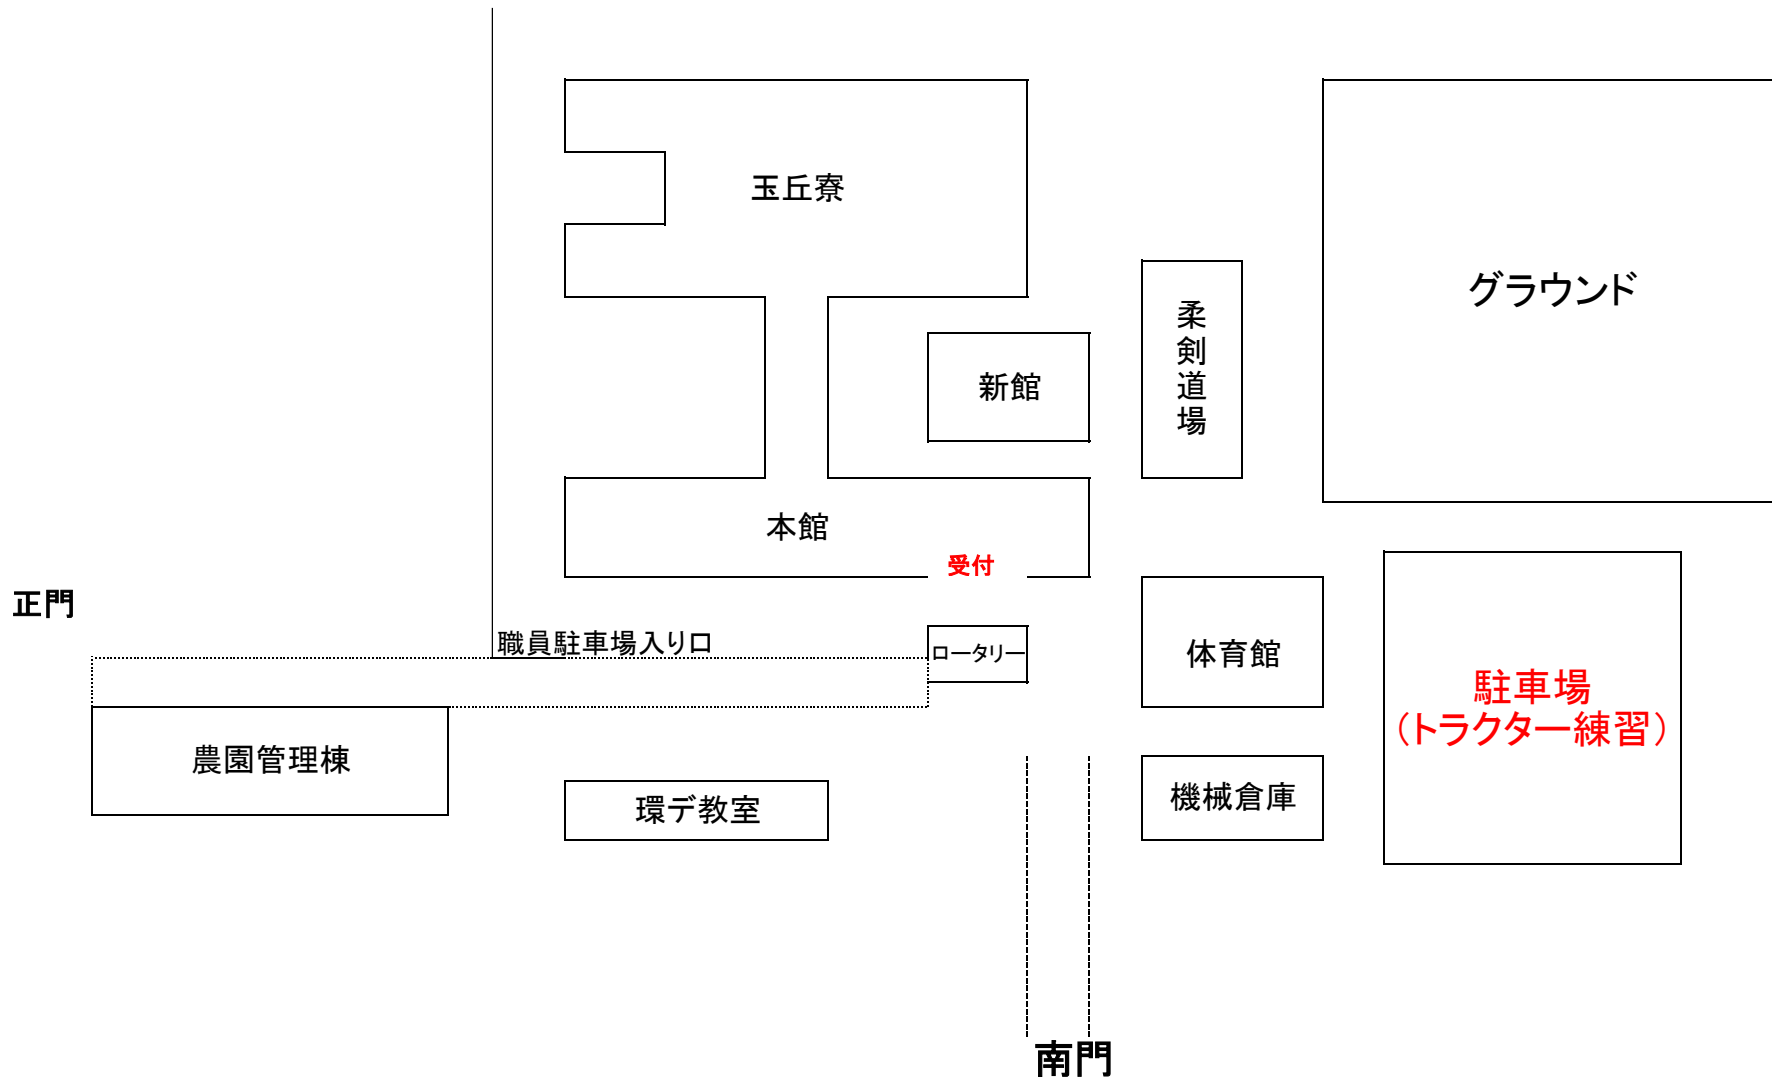 玉丘寮
グラウンド
柔剣道場
新館
本館
受付
正門
職員駐車場入り口
ロータリー
体育館
駐車場
（トラクター練習）
農園管理棟
環デ教室
機械倉庫
南門